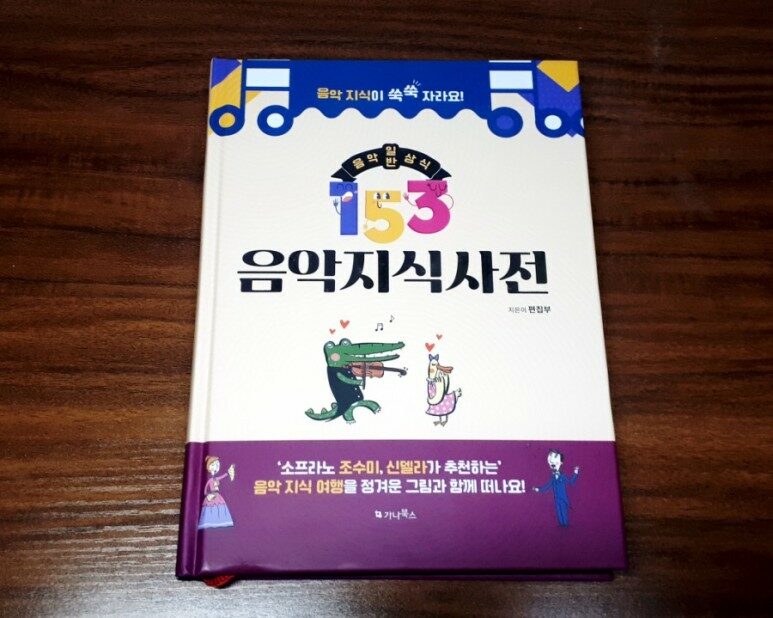 음악 지식이 쑥쑥 자라요!
음악 일반 상식
153
음악지식사전
지은이 편집부
'소프라노 조수미, 신델라가 추천하는'
음악 지식 여행을 정겨운 그림과 함께 떠나요!
가나북스